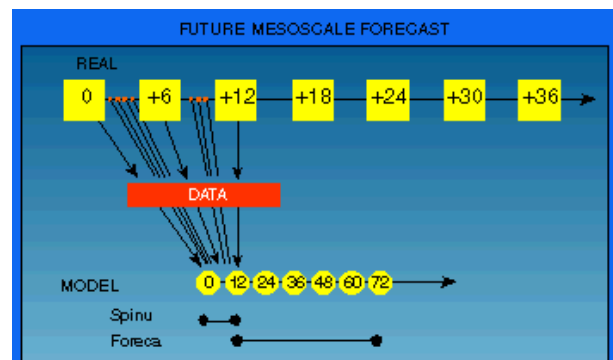 FUTURE MESOSCALE FORECAST
REAL
0 +6 +12 +18 +24 +30 +36
DATA
MODEL 0 12 24 36 48 60 72
Spinu
Foreca